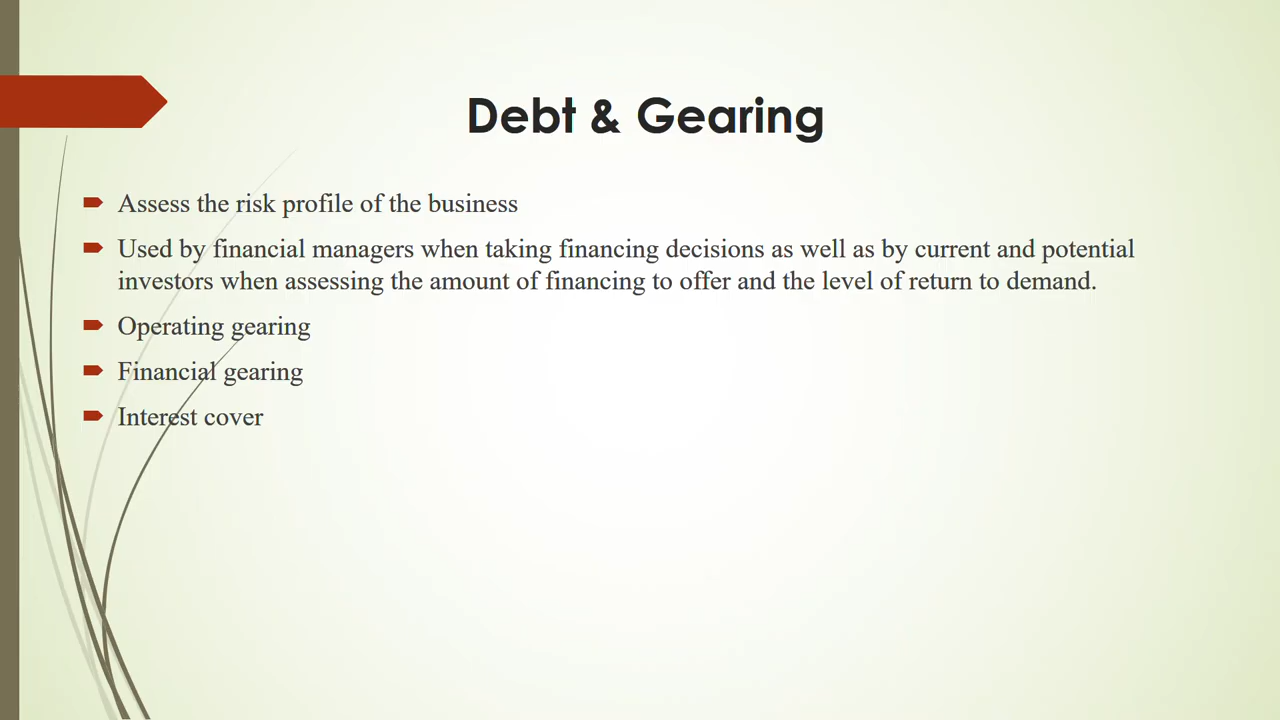 Debt & Gearing
Assess the risk profile of the business
Used by financial managers when taking financing decisions as well as by current and potential
investors when assessing the amount of financing to offer and the level of return to demand.
Operating gearing
Financial gearing
Interest cover